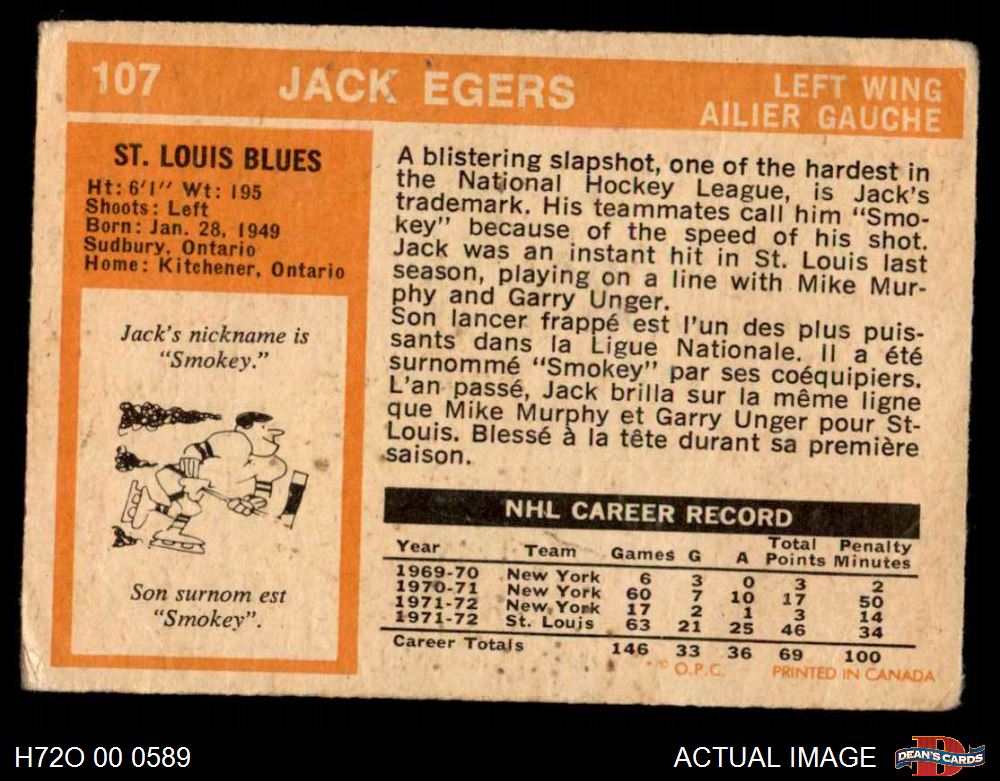 107 JACK EGERS LEFT WING
AILIER GAUCHE
ST. LOUIS BLUES
Ht: 6'1" Wt: 195
Shoots: Left
Born: Jan. 28, 1949
Sudbury, Ontario
Home: Kitchener, Ontario
Jack's nickname is
"Smokey."
Son surnom est
"Smokey".
A blistering slapshot, one of the hardest in
the National Hockey League, is Jack's
trademark. His teammates call him "Smo-
key" because of the speed of his shot.
Jack was an instant hit in St. Louis last
season, playing on a line with Mike Mur-
phy and Garry Unger.
Son lancer frappé est l'un des plus puis-
sants dans la Ligue Nationale. Il a été
surnommé "Smokey" par ses coéquipiers.
L'an passé, Jack brilla sur la même ligne
que Mike Murphy et Garry Unger pour St-
Louis. Blessé à la tête durant sa première
saison.
NHL CAREER RECORD
Year Team Games G A Total Points Penalty Minutes
1969-70 New York 6 3 0 3 2
1970-71 New York 60 7 10 17 50
1971-72 New York 17 2 1 3 14
1971-72 St. Louis 63 21 25 46 34
Career Totals 146 33 36 69 100
© O.P.C. PRINTED IN CANADA
H72O 00 0589 ACTUAL IMAGE DEAN'S CARDS